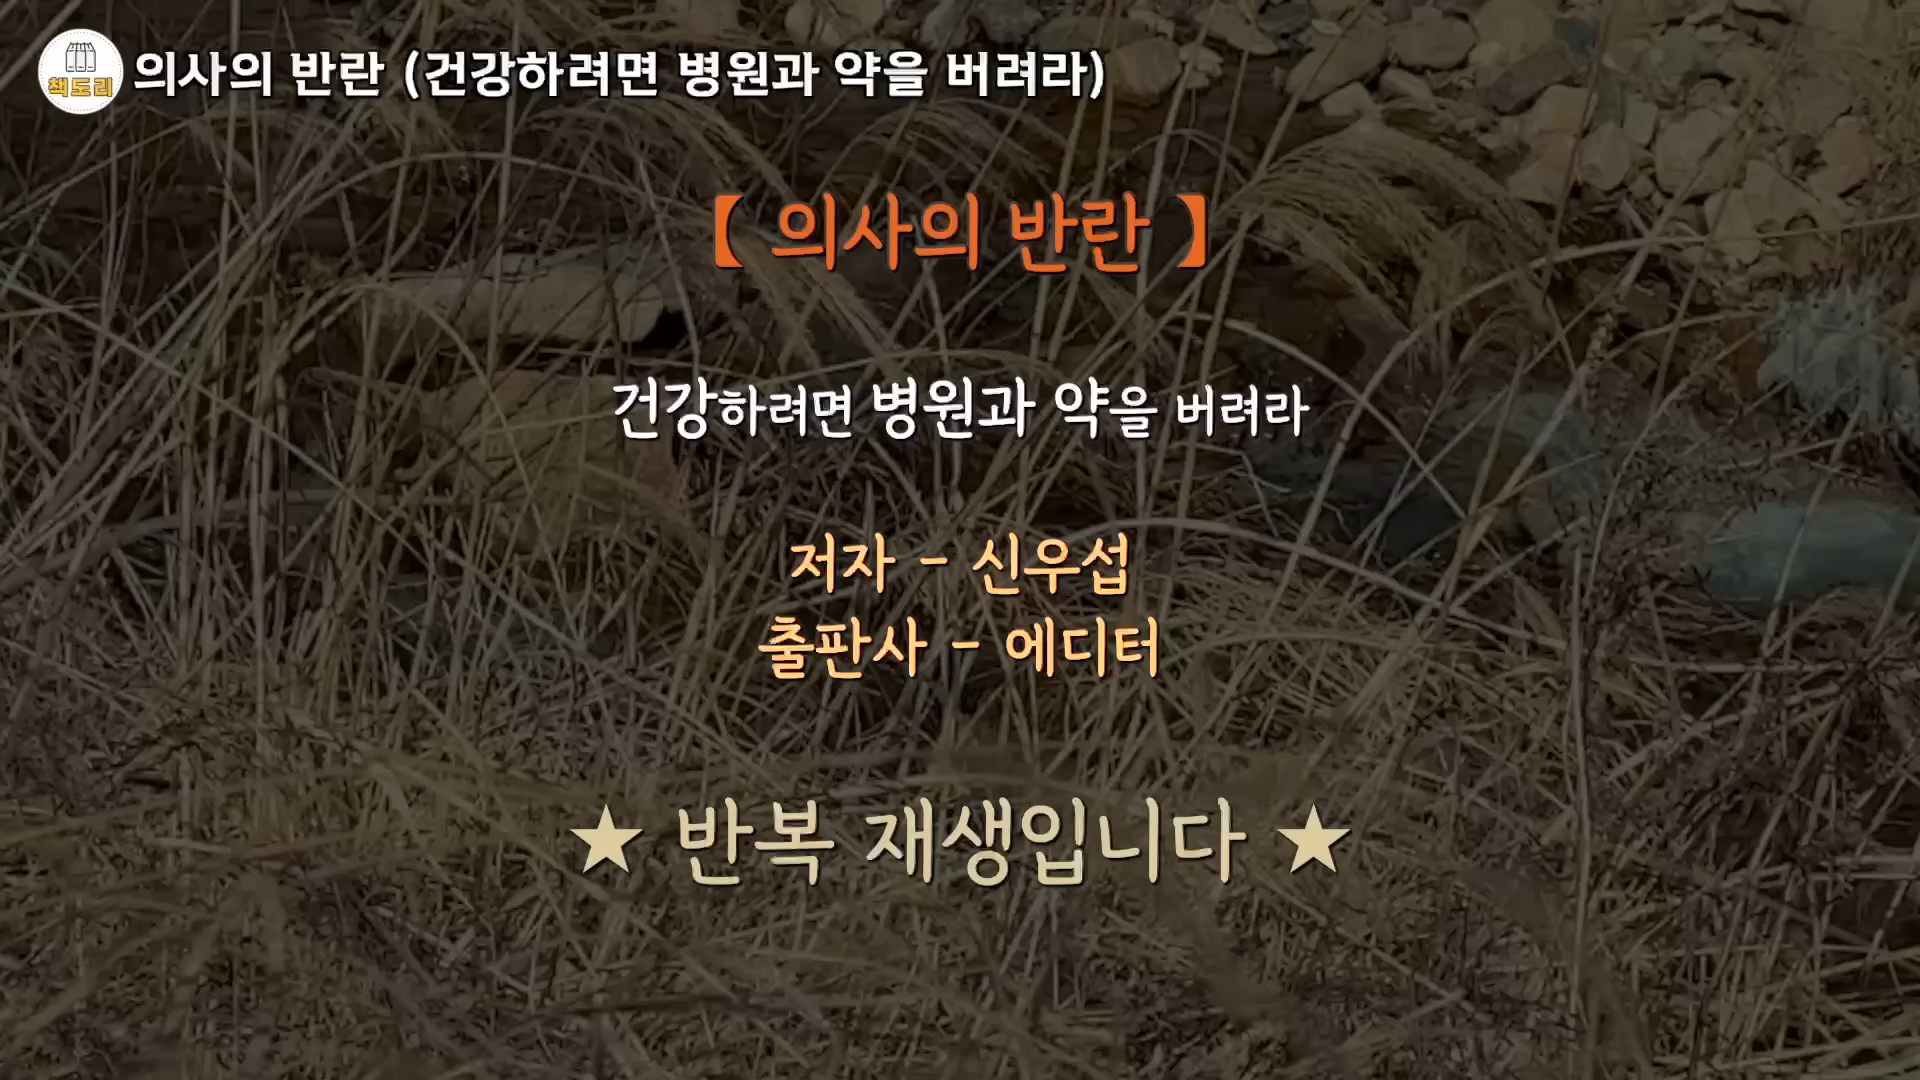 책도리
의사의 반란 (건강하려면 병원과 약을 버려라)
【 의사의 반란 】
건강하려면 병원과 약을 버려라
저자 - 신우섭
출판사 - 에디터
★ 반복 재생입니다 ★